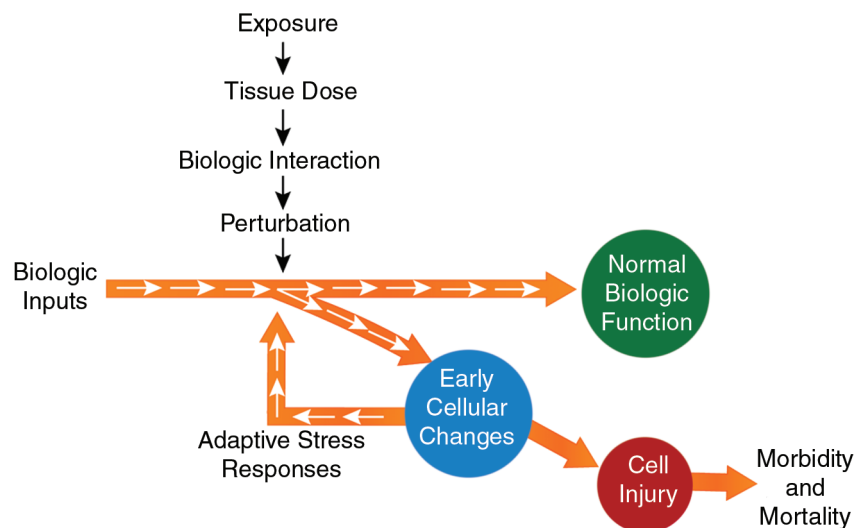 Exposure
Tissue Dose
Biologic Interaction
Perturbation
Biologic
Inputs
Normal
Biologic
Function
Early
Cellular
Changes
Adaptive Stress
Responses
Cell
Injury
Morbidity
and
Mortality